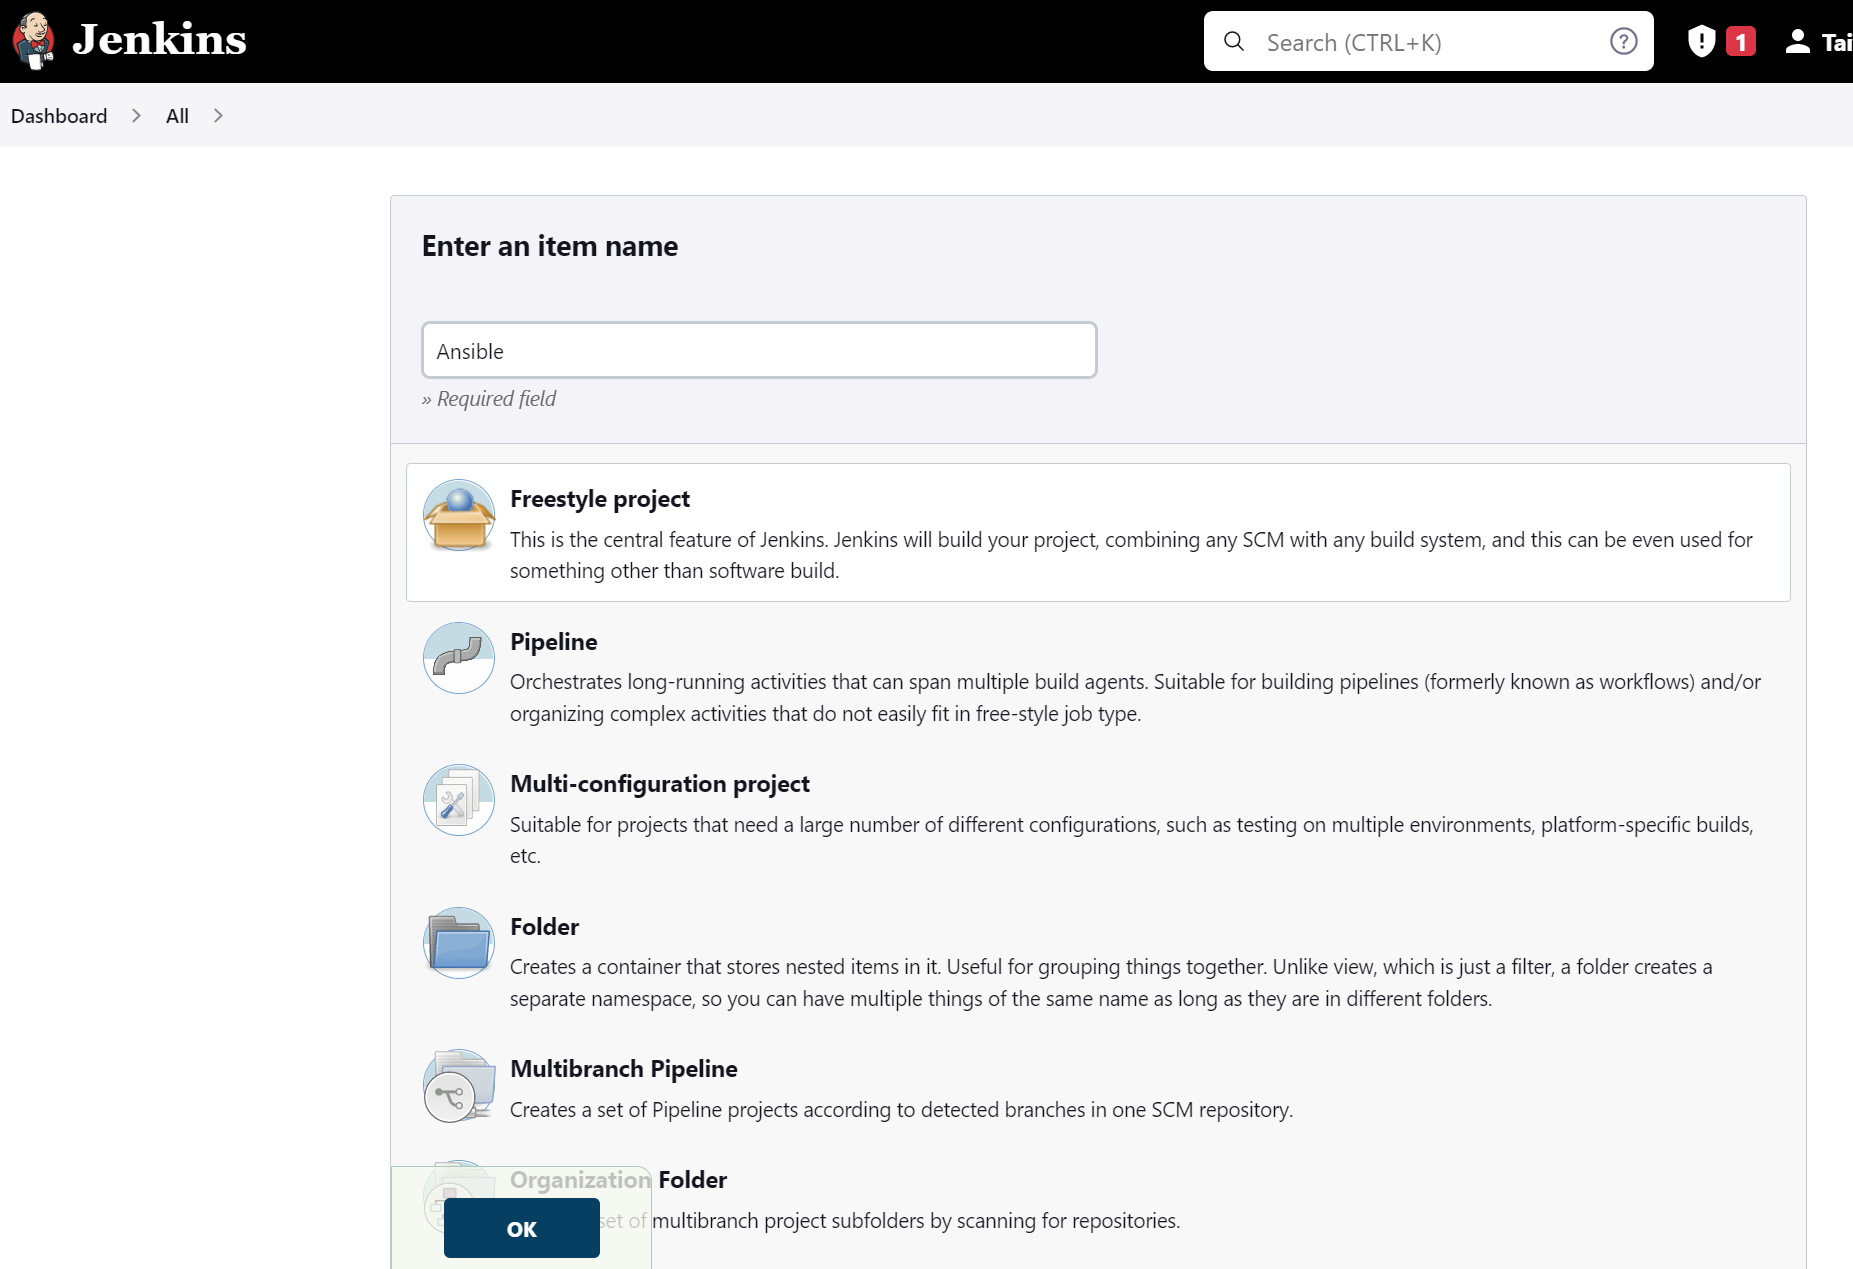 Jenkins
Search (CTRL+K)
1
Tai
Dashboard
All
Enter an item name
Ansible
» Required field
Freestyle project
This is the central feature of Jenkins. Jenkins will build your project, combining any SCM with any build system, and this can be even used for
something other than software build.
Pipeline
Orchestrates long-running activities that can span multiple build agents. Suitable for building pipelines (formerly known as workflows) and/or
organizing complex activities that do not easily fit in free-style job type.
Multi-configuration project
Suitable for projects that need a large number of different configurations, such as testing on multiple environments, platform-specific builds,
etc.
Folder
Creates a container that stores nested items in it. Useful for grouping things together. Unlike view, which is just a filter, a folder creates a
separate namespace, so you can have multiple things of the same name as long as they are in different folders.
Multibranch Pipeline
Creates a set of Pipeline projects according to detected branches in one SCM repository.
Organization Folder
set of multibranch project subfolders by scanning for repositories.
OK